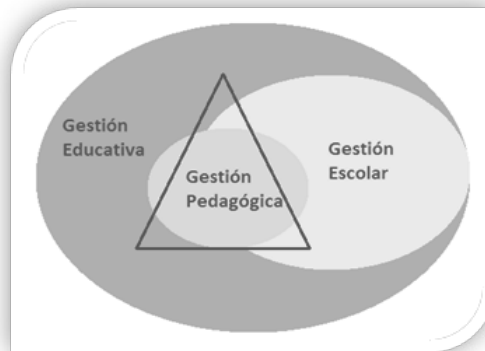 Gestión
Educativa
Gestión
Escolar
Gestión
Pedagógica